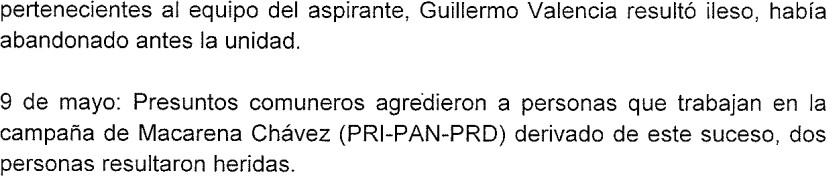 pertenecientes al equipo del aspirante, Guillermo Valencia resultó ileso, había
abandonado antes la unidad.
9 de mayo: Presuntos comuneros agredieron a personas que trabajan en la
campaña de Macarena Chávez (PRI-PAN-PRD) derivado de este suceso, dos
personas resultaron heridas.